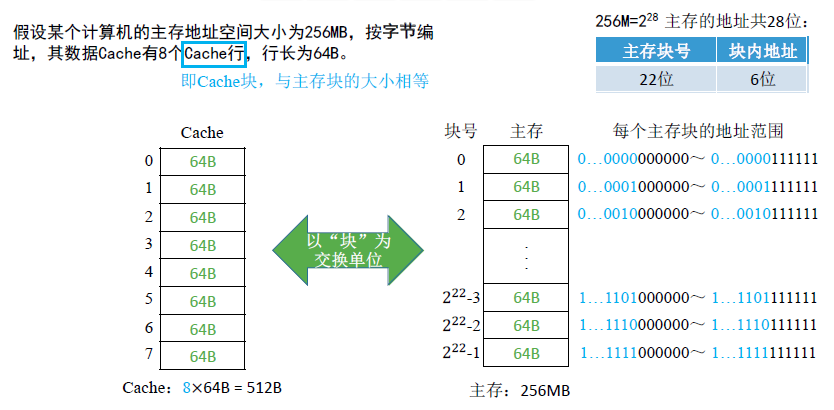 假设某个计算机的主存地址空间大小为256MB，按字节编
址，其数据Cache有8个Cache行，行长为64B。
即Cache块，与主存块的大小相等
256M=2²⁸ 主存的地址共28位：
主存块号 块内地址
22位 6位
Cache
0 64B
1 64B
2 64B
3 64B
4 64B
5 64B
6 64B
7 64B
Cache：8×64B = 512B
以“块”为
交换单位
块号 主存 每个主存块的地址范围
0 64B 0…0000000000～ 0…0000111111
1 64B 0…0001000000～ 0…0001111111
2 64B 0…0010000000～ 0…0010111111
⋮
2²²-3 64B 1…1101000000～ 1…1101111111
2²²-2 64B 1…1110000000～ 1…1110111111
2²²-1 64B 1…1111000000～ 1…1111111111
主存：256MB